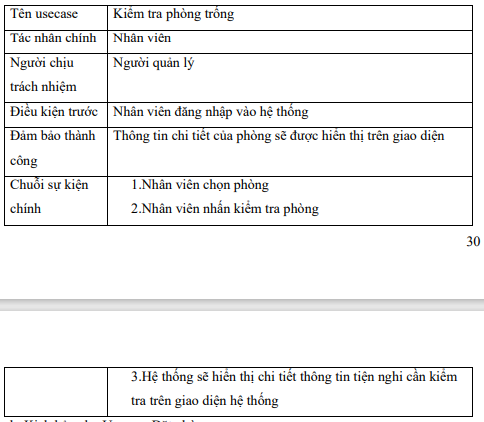 Tên usecase Kiểm tra phòng trống
Tác nhân chính Nhân viên
Người chịu Người quản lý
trách nhiệm
Điều kiện trước Nhân viên đăng nhập vào hệ thống
Đảm bảo thành Thông tin chi tiết của phòng sẽ được hiển thị trên giao diện
công
Chuỗi sự kiện 1.Nhân viên chọn phòng
chính 2.Nhân viên nhấn kiểm tra phòng
30
3.Hệ thống sẽ hiển thị chi tiết thông tin tiện nghi cần kiểm
tra trên giao diện hệ thống